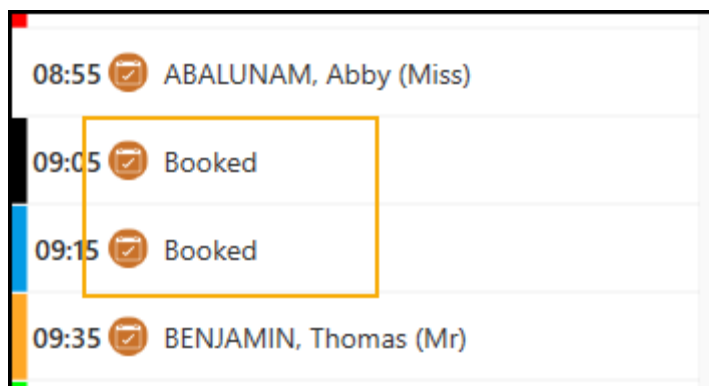 08:55 ABALUNAM, Abby (Miss)
09:05 Booked
09:15 Booked
09:35 BENJAMIN, Thomas (Mr)